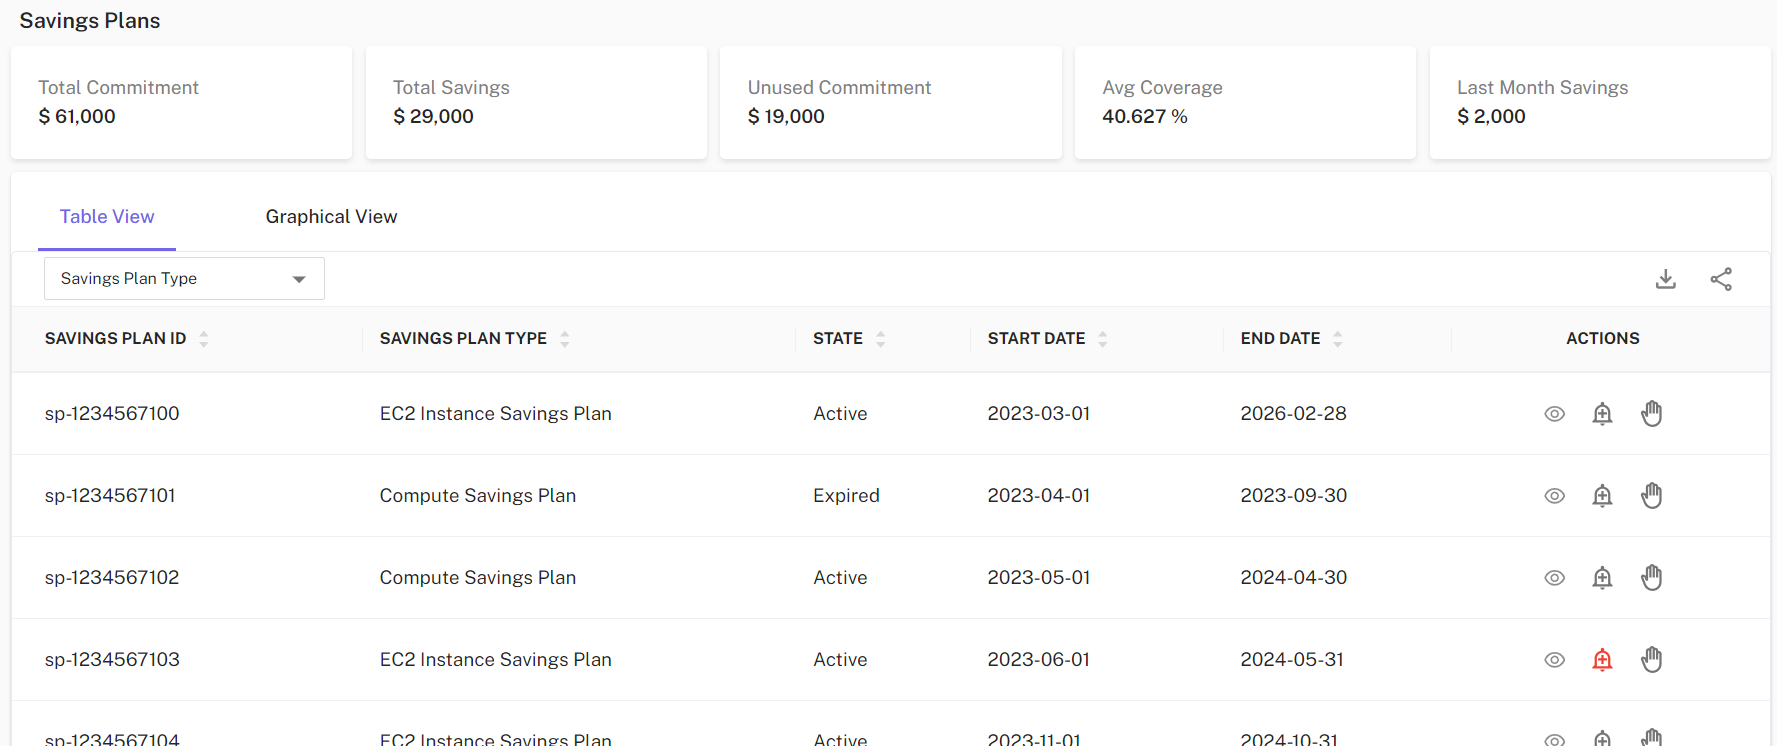 Savings Plans
Total Commitment
$ 61,000
Total Savings
$ 29,000
Unused Commitment
$ 19,000
Avg Coverage
40.627 %
Last Month Savings
$ 2,000
Table View Graphical View
Savings Plan Type
SAVINGS PLAN ID SAVINGS PLAN TYPE STATE START DATE END DATE ACTIONS
sp-1234567100 EC2 Instance Savings Plan Active 2023-03-01 2026-02-28
sp-1234567101 Compute Savings Plan Expired 2023-04-01 2023-09-30
sp-1234567102 Compute Savings Plan Active 2023-05-01 2024-04-30
sp-1234567103 EC2 Instance Savings Plan Active 2023-06-01 2024-05-31
sp-1234567104 EC2 Instance Savings Plan Active 2023-11-01 2024-10-31